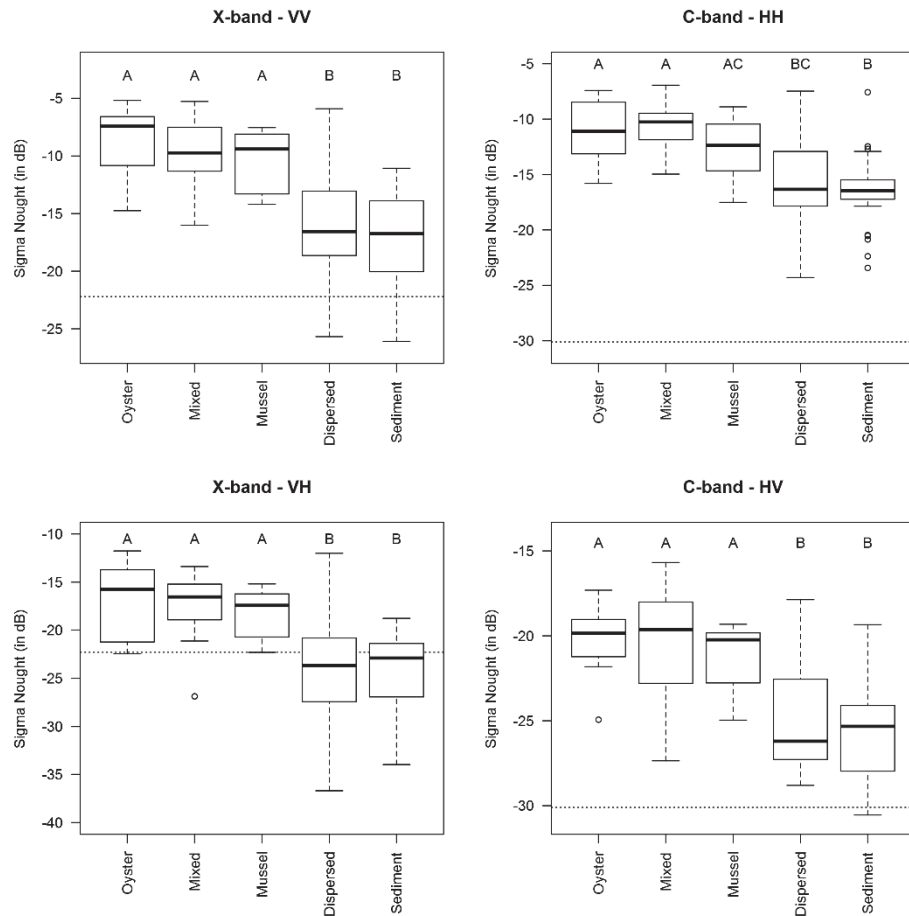 X-band - VV
Sigma Nought (in dB)
-5
-10
-15
-20
-25
A A A B B
Oyster
Mixed
Mussel
Dispersed
Sediment
C-band - HH
Sigma Nought (in dB)
-5
-10
-15
-20
-25
-30
A A AC BC B
Oyster
Mixed
Mussel
Dispersed
Sediment
X-band - VH
Sigma Nought (in dB)
-10
-15
-20
-25
-30
-35
-40
A A A B B
Oyster
Mixed
Mussel
Dispersed
Sediment
C-band - HV
Sigma Nought (in dB)
-15
-20
-25
-30
A A A B B
Oyster
Mixed
Mussel
Dispersed
Sediment